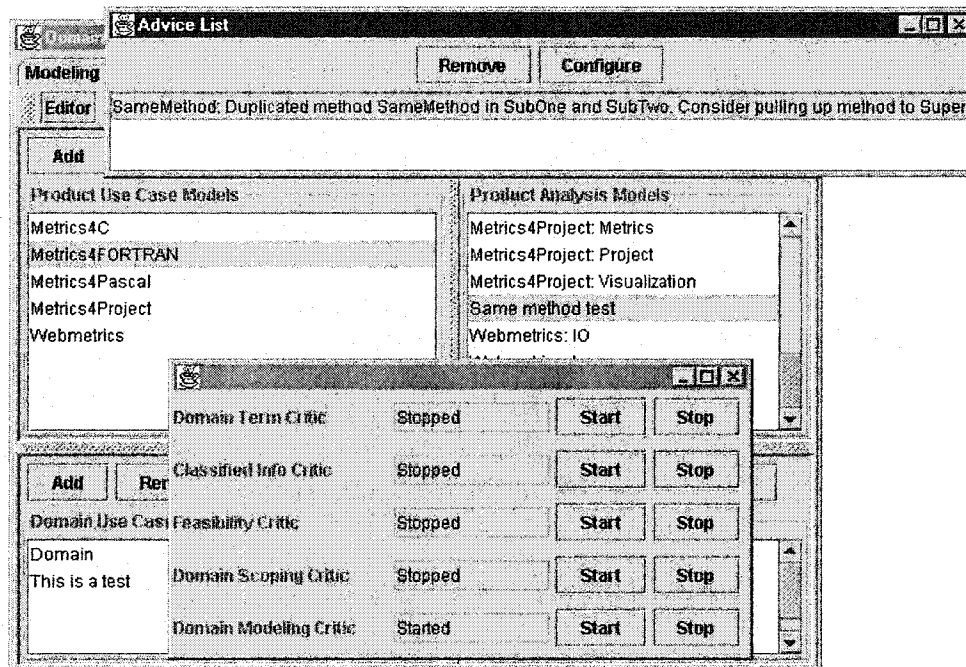 Advice List
Remove Configure
SameMethod: Duplicated method SameMethod in SubOne and SubTwo. Consider pulling up method to Super
Modeling
Editor
Add
Product Use Case Models
Metrics4C
Metrics4FORTRAN
Metrics4Pascal
Metrics4Project
Webmetrics
Product Analysis Models
Metrics4Project: Metrics
Metrics4Project: Project
Metrics4Project: Visualization
Same method test
Webmetrics: IO
Domain Term Critic Stopped Start Stop
Classified Info Critic Stopped Start Stop
Feasibility Critic Stopped Start Stop
Domain Scoping Critic Stopped Start Stop
Domain Modeling Critic Started Start Stop
Add Rem
Domain Use Cas
Domain
This is a test